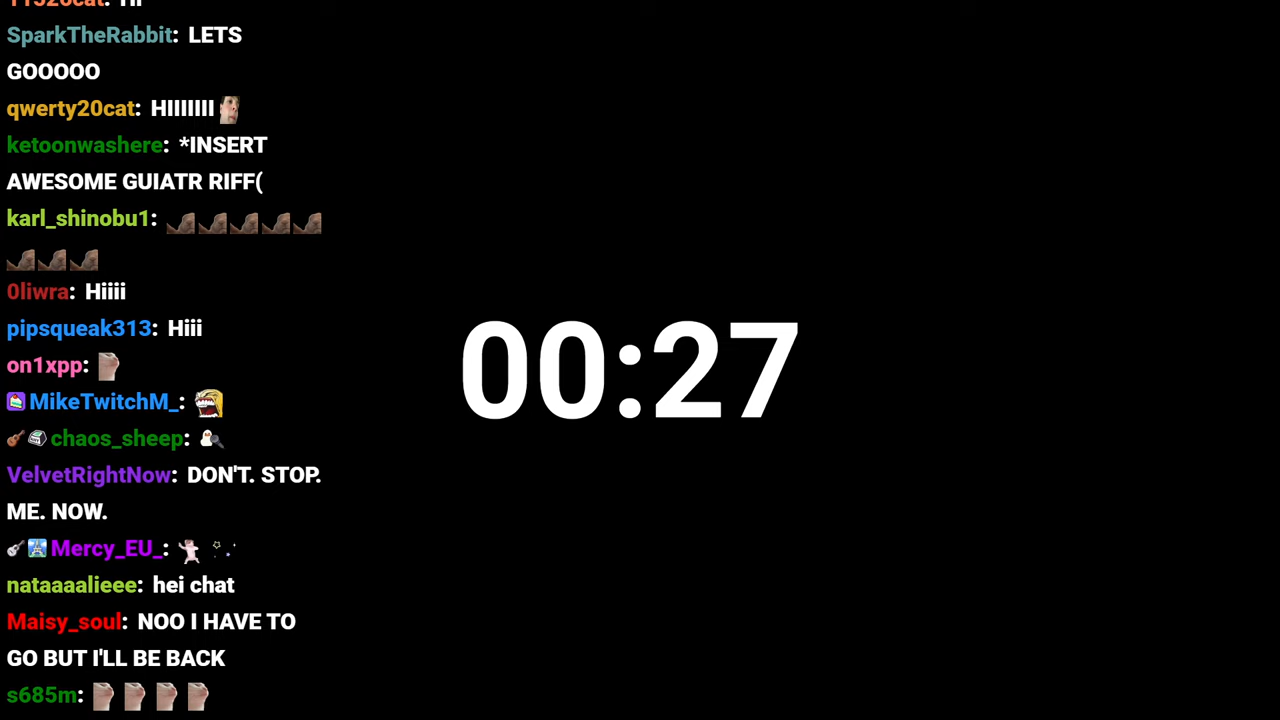 SparkTheRabbit: LETS
GOOOOO
qwerty20cat: HIIIIIII
ketoonwashere: *INSERT
AWESOME GUIATR RIFF(
karl_shinobu1:
0liwra: Hiiii
pipsqueak313: Hiii
on1xpp:
MikeTwitchM_:
chaos_sheep:
VelvetRightNow: DON'T. STOP.
ME. NOW.
Mercy_EU_:
nataaaalieee: hei chat
Maisy_soul: NOO I HAVE TO
GO BUT I'LL BE BACK
s685m:
00:27